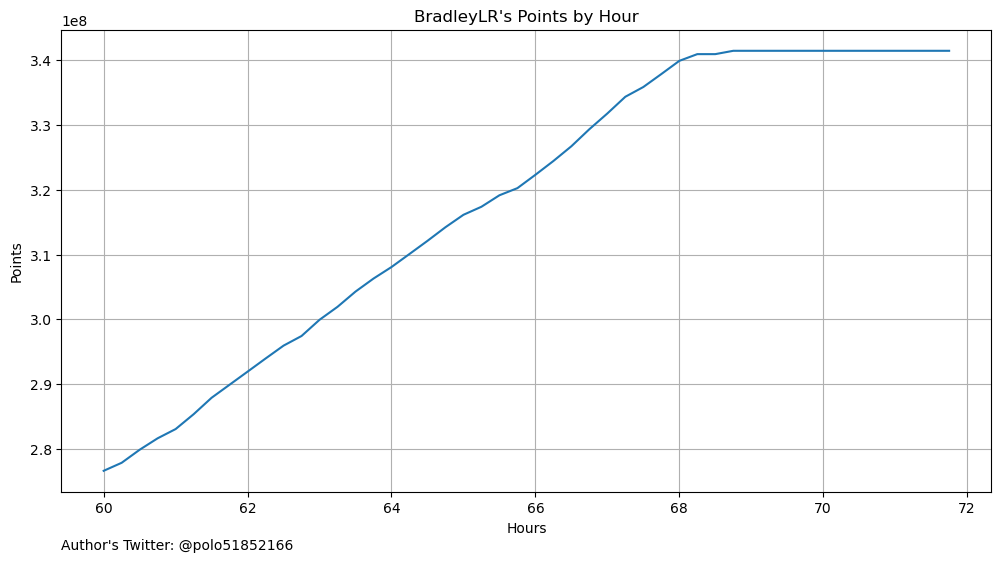 BradleyLR's Points by Hour
1e8
3.4
3.3
3.2
3.1
3.0
2.9
2.8
Points
60 62 64 66 68 70 72
Hours
Author's Twitter: @polo51852166